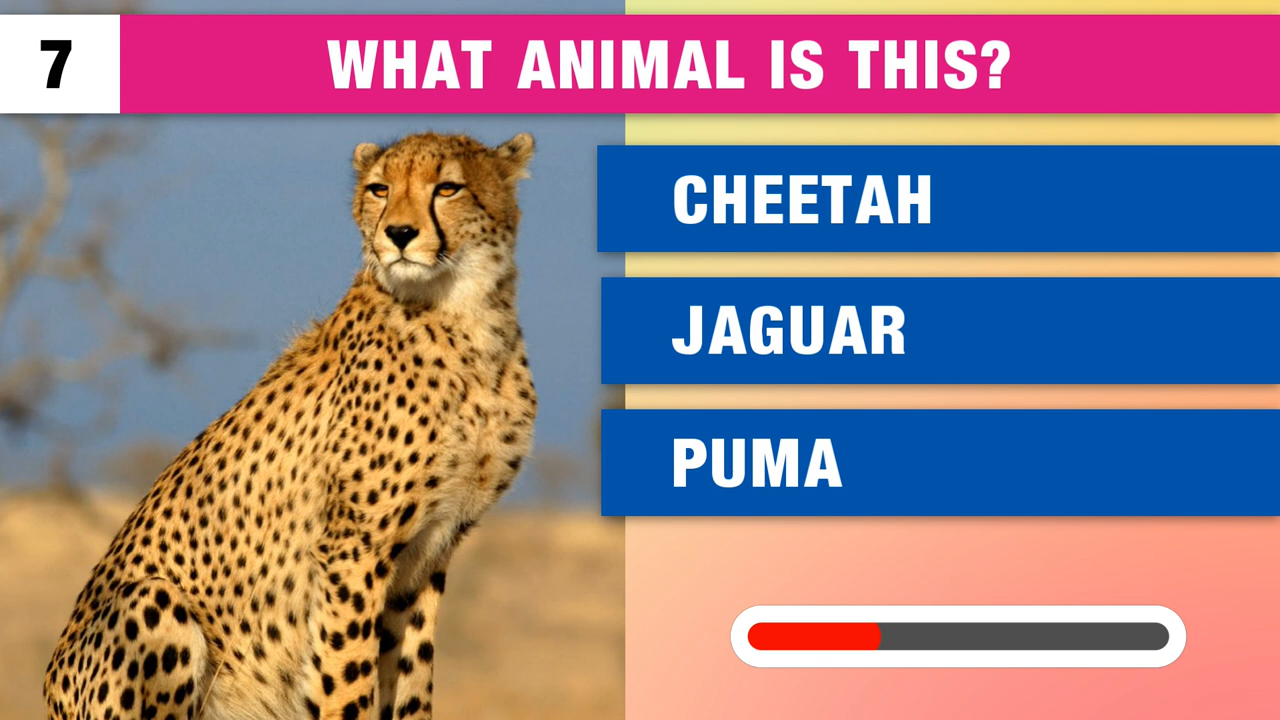 7
WHAT ANIMAL IS THIS?
CHEETAH
JAGUAR
PUMA